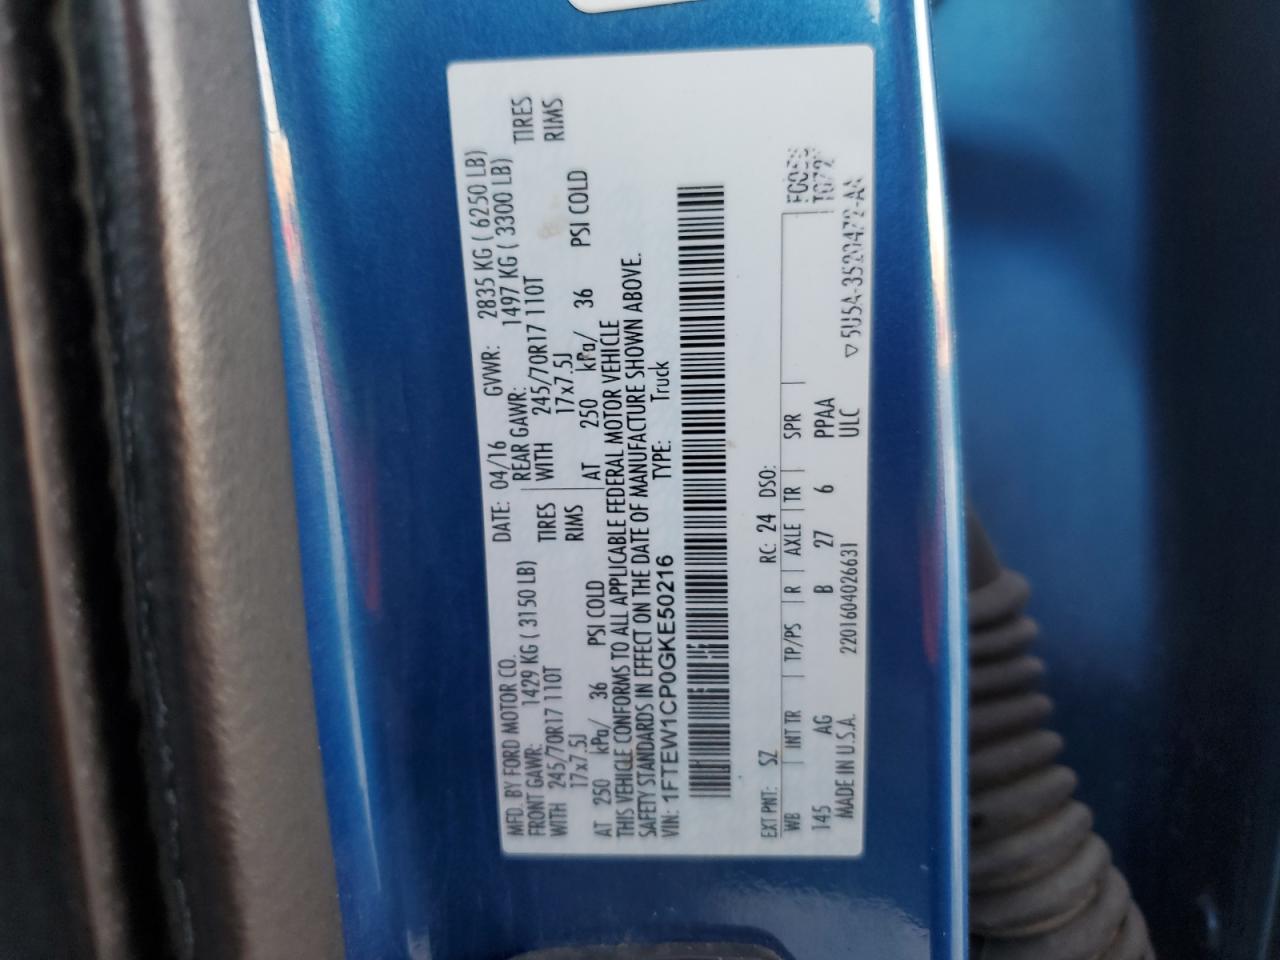 MFD. BY FORD MOTOR CO.
DATE: 04/16 GVWR: 2835 KG ( 6250 LB)
FRONT GAWR: 1429 KG ( 3150 LB) REAR GAWR: 1497 KG ( 3300 LB)
WITH 245/70R17 110T TIRES WITH 245/70R17 110T TIRES
17x7.5J RIMS 17x7.5J RIMS
AT 250 kPa/ 36 PSI COLD AT 250 kPa/ 36 PSI COLD
THIS VEHICLE CONFORMS TO ALL APPLICABLE FEDERAL MOTOR VEHICLE
SAFETY STANDARDS IN EFFECT ON THE DATE OF MANUFACTURE SHOWN ABOVE.
VIN: 1FTEW1CP0GKE50216 TYPE: Truck
EXT PNT: SZ RC: 24 DSO:
WB INT TR TP/PS R AXLE TR SPR
145 AG B 27 6 PPAA
MADE IN U.S.A. 2201604026631 ULC
▽5U5A-3520472-AA